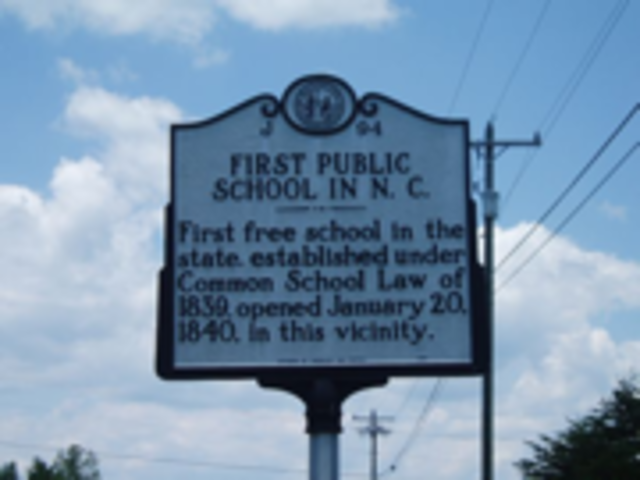 J 94
FIRST PUBLIC
SCHOOL IN N. C.
First free school in the
state, established under
Common School Law of
1839, opened January 20,
1840, in this vicinity.